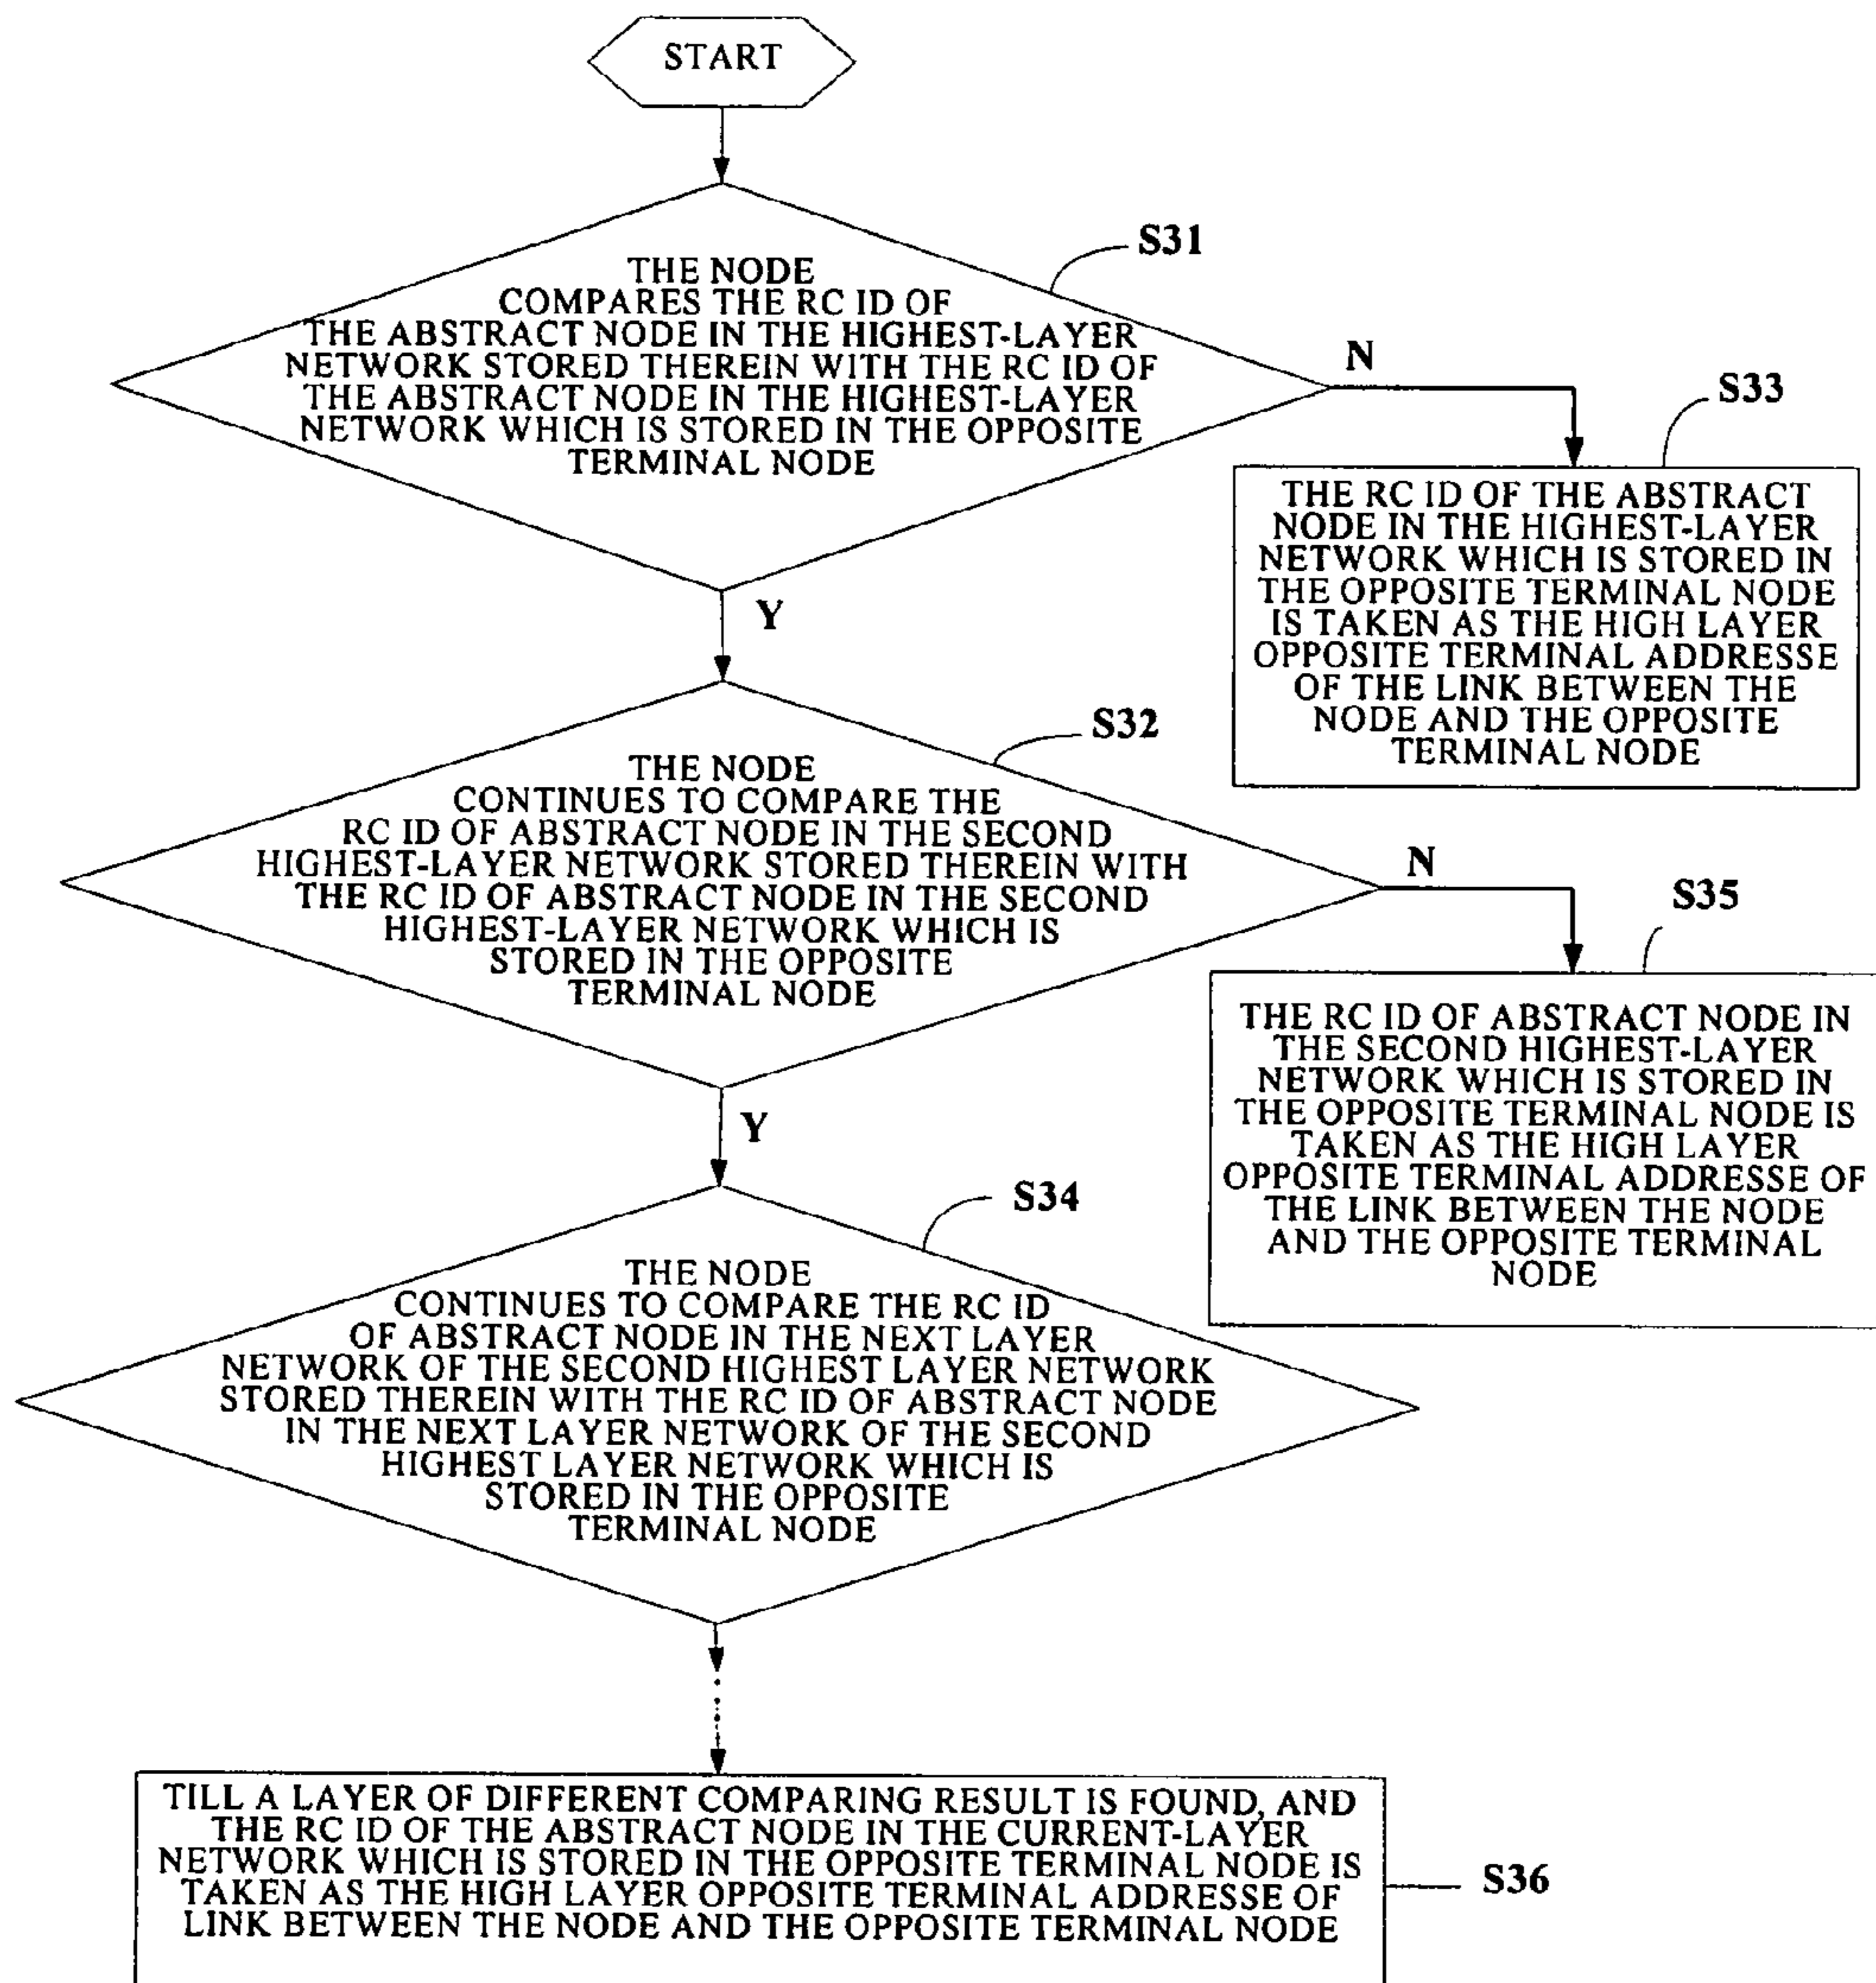 START
S31
THE NODE
COMPARES THE RC ID OF
THE ABSTRACT NODE IN THE HIGHEST-LAYER
NETWORK STORED THEREIN WITH THE RC ID OF
THE ABSTRACT NODE IN THE HIGHEST-LAYER
NETWORK WHICH IS STORED IN THE OPPOSITE
TERMINAL NODE
N
S33
THE RC ID OF THE ABSTRACT
NODE IN THE HIGHEST-LAYER
NETWORK WHICH IS STORED IN
THE OPPOSITE TERMINAL NODE
IS TAKEN AS THE HIGH LAYER
OPPOSITE TERMINAL ADDRESSE
OF THE LINK BETWEEN THE
NODE AND THE OPPOSITE
TERMINAL NODE
Y
S32
THE NODE
CONTINUES TO COMPARE THE
RC ID OF ABSTRACT NODE IN THE SECOND
HIGHEST-LAYER NETWORK STORED THEREIN WITH
THE RC ID OF ABSTRACT NODE IN THE SECOND
HIGHEST-LAYER NETWORK WHICH IS
STORED IN THE OPPOSITE
TERMINAL NODE
N
S35
THE RC ID OF ABSTRACT NODE IN
THE SECOND HIGHEST-LAYER
NETWORK WHICH IS STORED IN
THE OPPOSITE TERMINAL NODE IS
TAKEN AS THE HIGH LAYER
OPPOSITE TERMINAL ADDRESSE OF
THE LINK BETWEEN THE NODE
AND THE OPPOSITE TERMINAL
NODE
Y
S34
THE NODE
CONTINUES TO COMPARE THE RC ID
OF ABSTRACT NODE IN THE NEXT LAYER
NETWORK OF THE SECOND HIGHEST LAYER NETWORK
STORED THEREIN WITH THE RC ID OF ABSTRACT NODE
IN THE NEXT LAYER NETWORK OF THE SECOND
HIGHEST LAYER NETWORK WHICH IS
STORED IN THE OPPOSITE
TERMINAL NODE
TILL A LAYER OF DIFFERENT COMPARING RESULT IS FOUND, AND
THE RC ID OF THE ABSTRACT NODE IN THE CURRENT-LAYER
NETWORK WHICH IS STORED IN THE OPPOSITE TERMINAL NODE IS
TAKEN AS THE HIGH LAYER OPPOSITE TERMINAL ADDRESSE OF
LINK BETWEEN THE NODE AND THE OPPOSITE TERMINAL NODE
S36